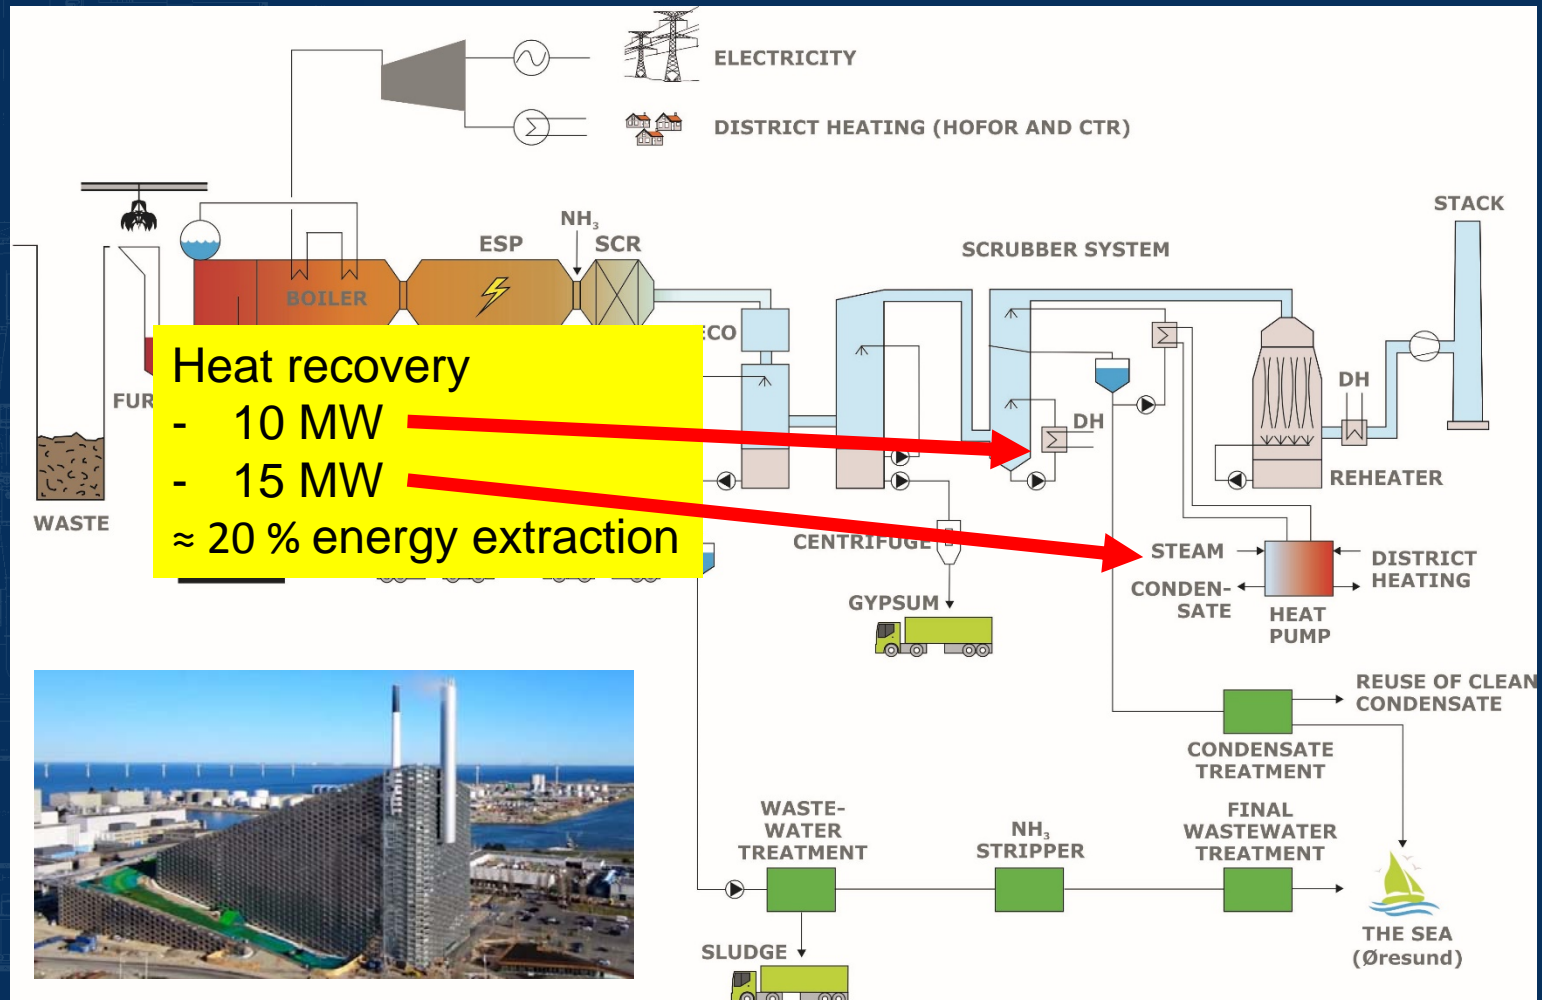 ELECTRICITY
DISTRICT HEATING (HOFOR AND CTR)
STACK
NH₃
ESP
SCR
SCRUBBER SYSTEM
BOILER
ECO
Heat recovery
- 10 MW
- 15 MW
≈ 20 % energy extraction
FUR
DH
DH
WASTE
REHEATER
CENTRIFUGE
STEAM
CONDEN-
SATE
DISTRICT
HEATING
HEAT
PUMP
GYPSUM
REUSE OF CLEAN
CONDENSATE
CONDENSATE
TREATMENT
WASTE-
WATER
TREATMENT
NH₃
STRIPPER
FINAL
WASTEWATER
TREATMENT
THE SEA
(Øresund)
SLUDGE